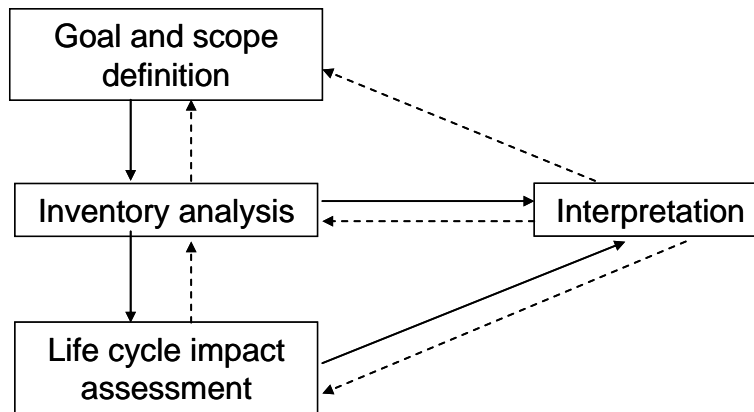 Goal and scope
definition
Inventory analysis
Interpretation
Life cycle impact
assessment